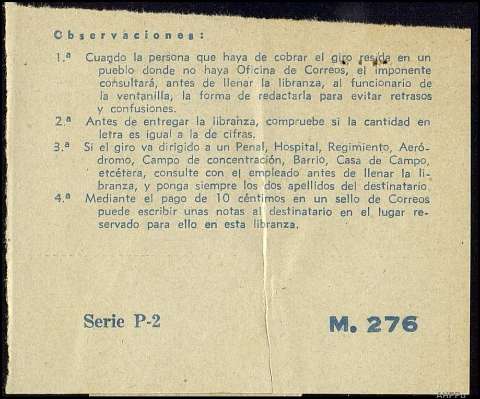 Observaciones:
1.ª Cuando la persona que haya de cobrar el giro resida en un
pueblo donde no haya Oficina de Correos, el imponente
consultará, antes de llenar la libranza, al funcionario de
la ventanilla, la forma de redactarla para evitar retrasos
y confusiones.
2.ª Antes de entregar la libranza, compruebe si la cantidad en
letra es igual a la de cifras.
3.ª Si el giro va dirigido a un Penal, Hospital, Regimiento, Aeró-
dromo, Campo de concentración, Barrio, Casa de Campo,
etcétera, consulte con el empleado antes de llenar la li-
branza, y ponga siempre los dos apellidos del destinatario.
4.ª Mediante el pago de 10 céntimos en un sello de Correos
puede escribir unas notas al destinatario en el lugar re-
servado para ello en esta libranza.
Serie P-2
M. 276